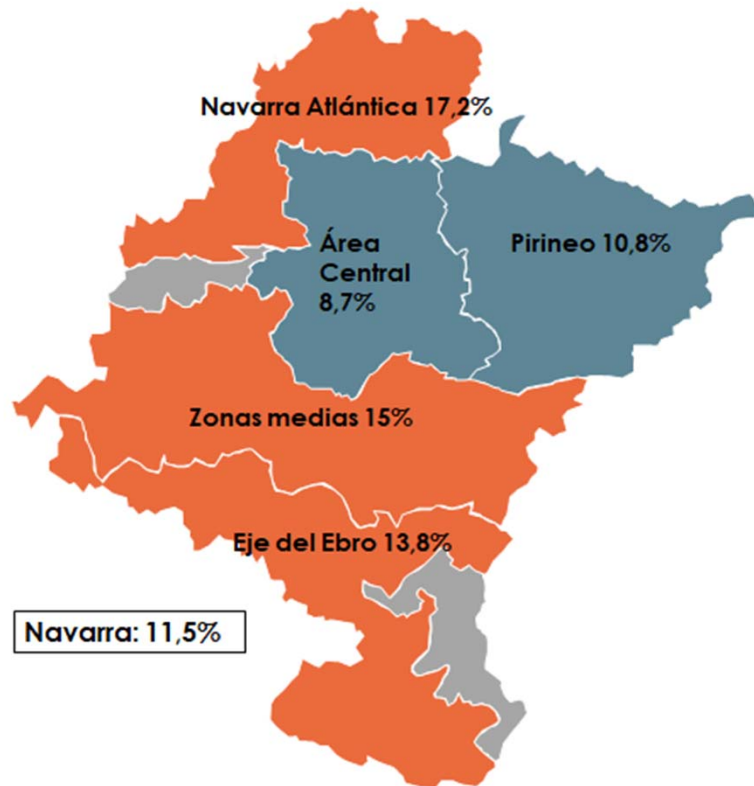 Navarra Atlántica 17,2%
Área
Central
8,7%
Pirineo 10,8%
Zonas medias 15%
Eje del Ebro 13,8%
Navarra: 11,5%